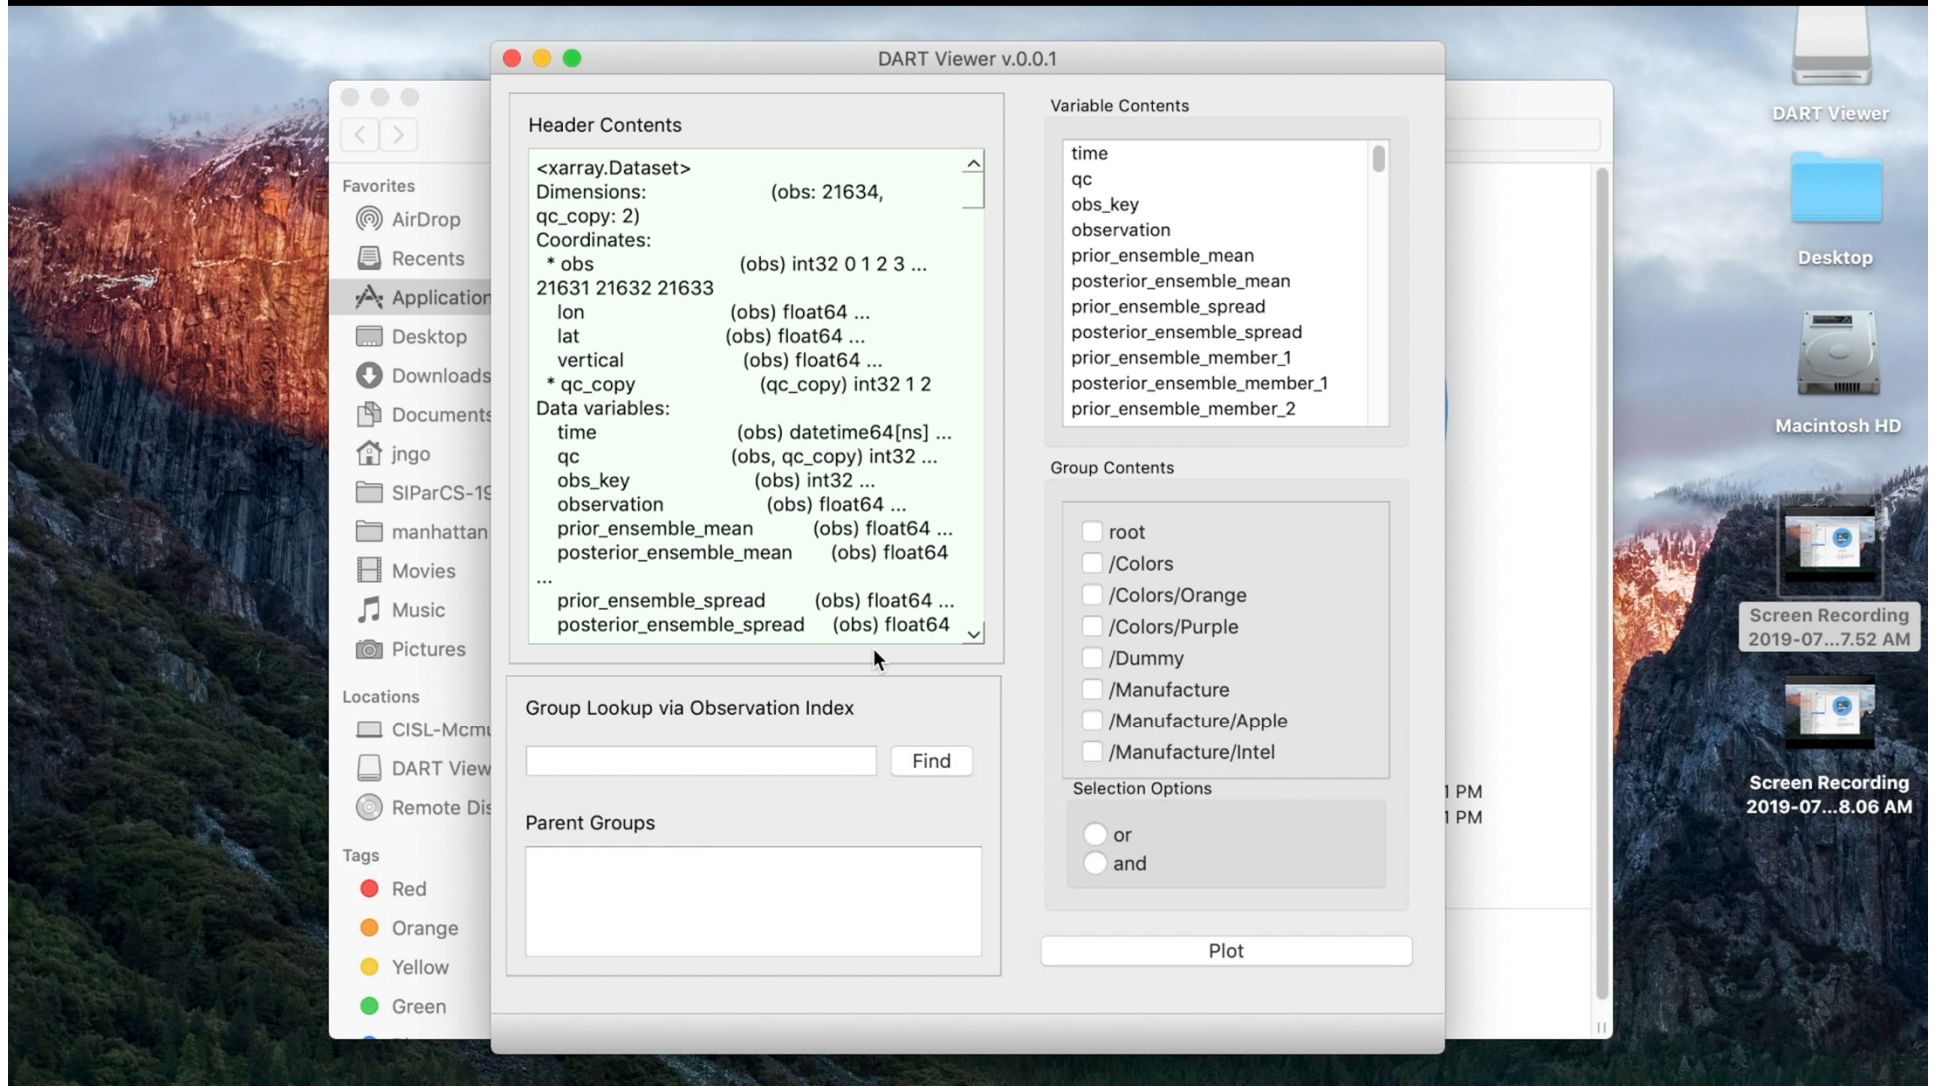 DART Viewer v.0.0.1
Header Contents
<xarray.Dataset>
Dimensions: (obs: 21634,
qc_copy: 2)
Coordinates:
* obs (obs) int32 0 1 2 3 ...
21631 21632 21633
lon (obs) float64 ...
lat (obs) float64 ...
vertical (obs) float64 ...
* qc_copy (qc_copy) int32 1 2
Data variables:
time (obs) datetime64[ns] ...
qc (obs, qc_copy) int32 ...
obs_key (obs) int32 ...
observation (obs) float64 ...
prior_ensemble_mean (obs) float64 ...
posterior_ensemble_mean (obs) float64
...
prior_ensemble_spread (obs) float64 ...
posterior_ensemble_spread (obs) float64
Group Lookup via Observation Index
Find
Parent Groups
Variable Contents
time
qc
obs_key
observation
prior_ensemble_mean
posterior_ensemble_mean
prior_ensemble_spread
posterior_ensemble_spread
prior_ensemble_member_1
posterior_ensemble_member_1
prior_ensemble_member_2
Group Contents
root
/Colors
/Colors/Orange
/Colors/Purple
/Dummy
/Manufacture
/Manufacture/Apple
/Manufacture/Intel
Selection Options
or
and
Plot
Favorites
AirDrop
Recents
Application
Desktop
Downloads
Documents
jngo
SIParCS-19
manhattan
Movies
Music
Pictures
Locations
CISL-Mcmu
DART View
Remote Dis
Tags
Red
Orange
Yellow
Green
1 PM
1 PM
DART Viewer
Desktop
Macintosh HD
Screen Recording
2019-07...7.52 AM
Screen Recording
2019-07...8.06 AM